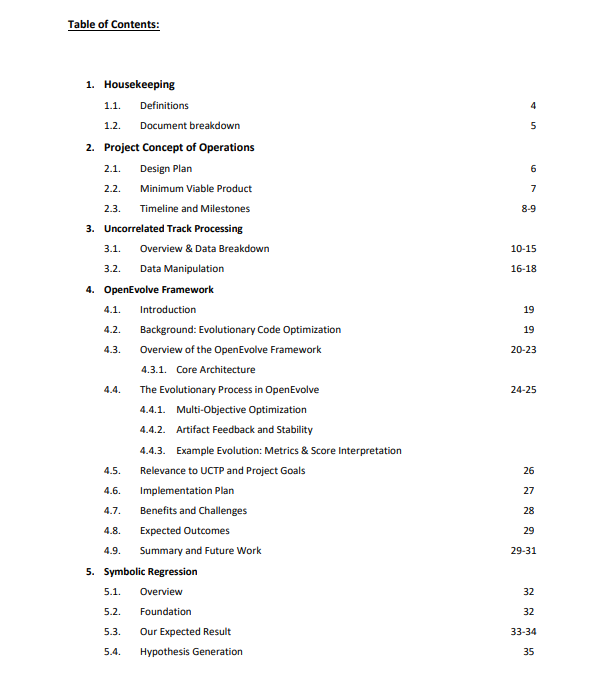 Table of Contents:
1. Housekeeping
1.1. Definitions 4
1.2. Document breakdown 5
2. Project Concept of Operations
2.1. Design Plan 6
2.2. Minimum Viable Product 7
2.3. Timeline and Milestones 8-9
3. Uncorrelated Track Processing
3.1. Overview & Data Breakdown 10-15
3.2. Data Manipulation 16-18
4. OpenEvolve Framework
4.1. Introduction 19
4.2. Background: Evolutionary Code Optimization 19
4.3. Overview of the OpenEvolve Framework 20-23
4.3.1. Core Architecture
4.4. The Evolutionary Process in OpenEvolve 24-25
4.4.1. Multi-Objective Optimization
4.4.2. Artifact Feedback and Stability
4.4.3. Example Evolution: Metrics & Score Interpretation
4.5. Relevance to UCTP and Project Goals 26
4.6. Implementation Plan 27
4.7. Benefits and Challenges 28
4.8. Expected Outcomes 29
4.9. Summary and Future Work 29-31
5. Symbolic Regression
5.1. Overview 32
5.2. Foundation 32
5.3. Our Expected Result 33-34
5.4. Hypothesis Generation 35